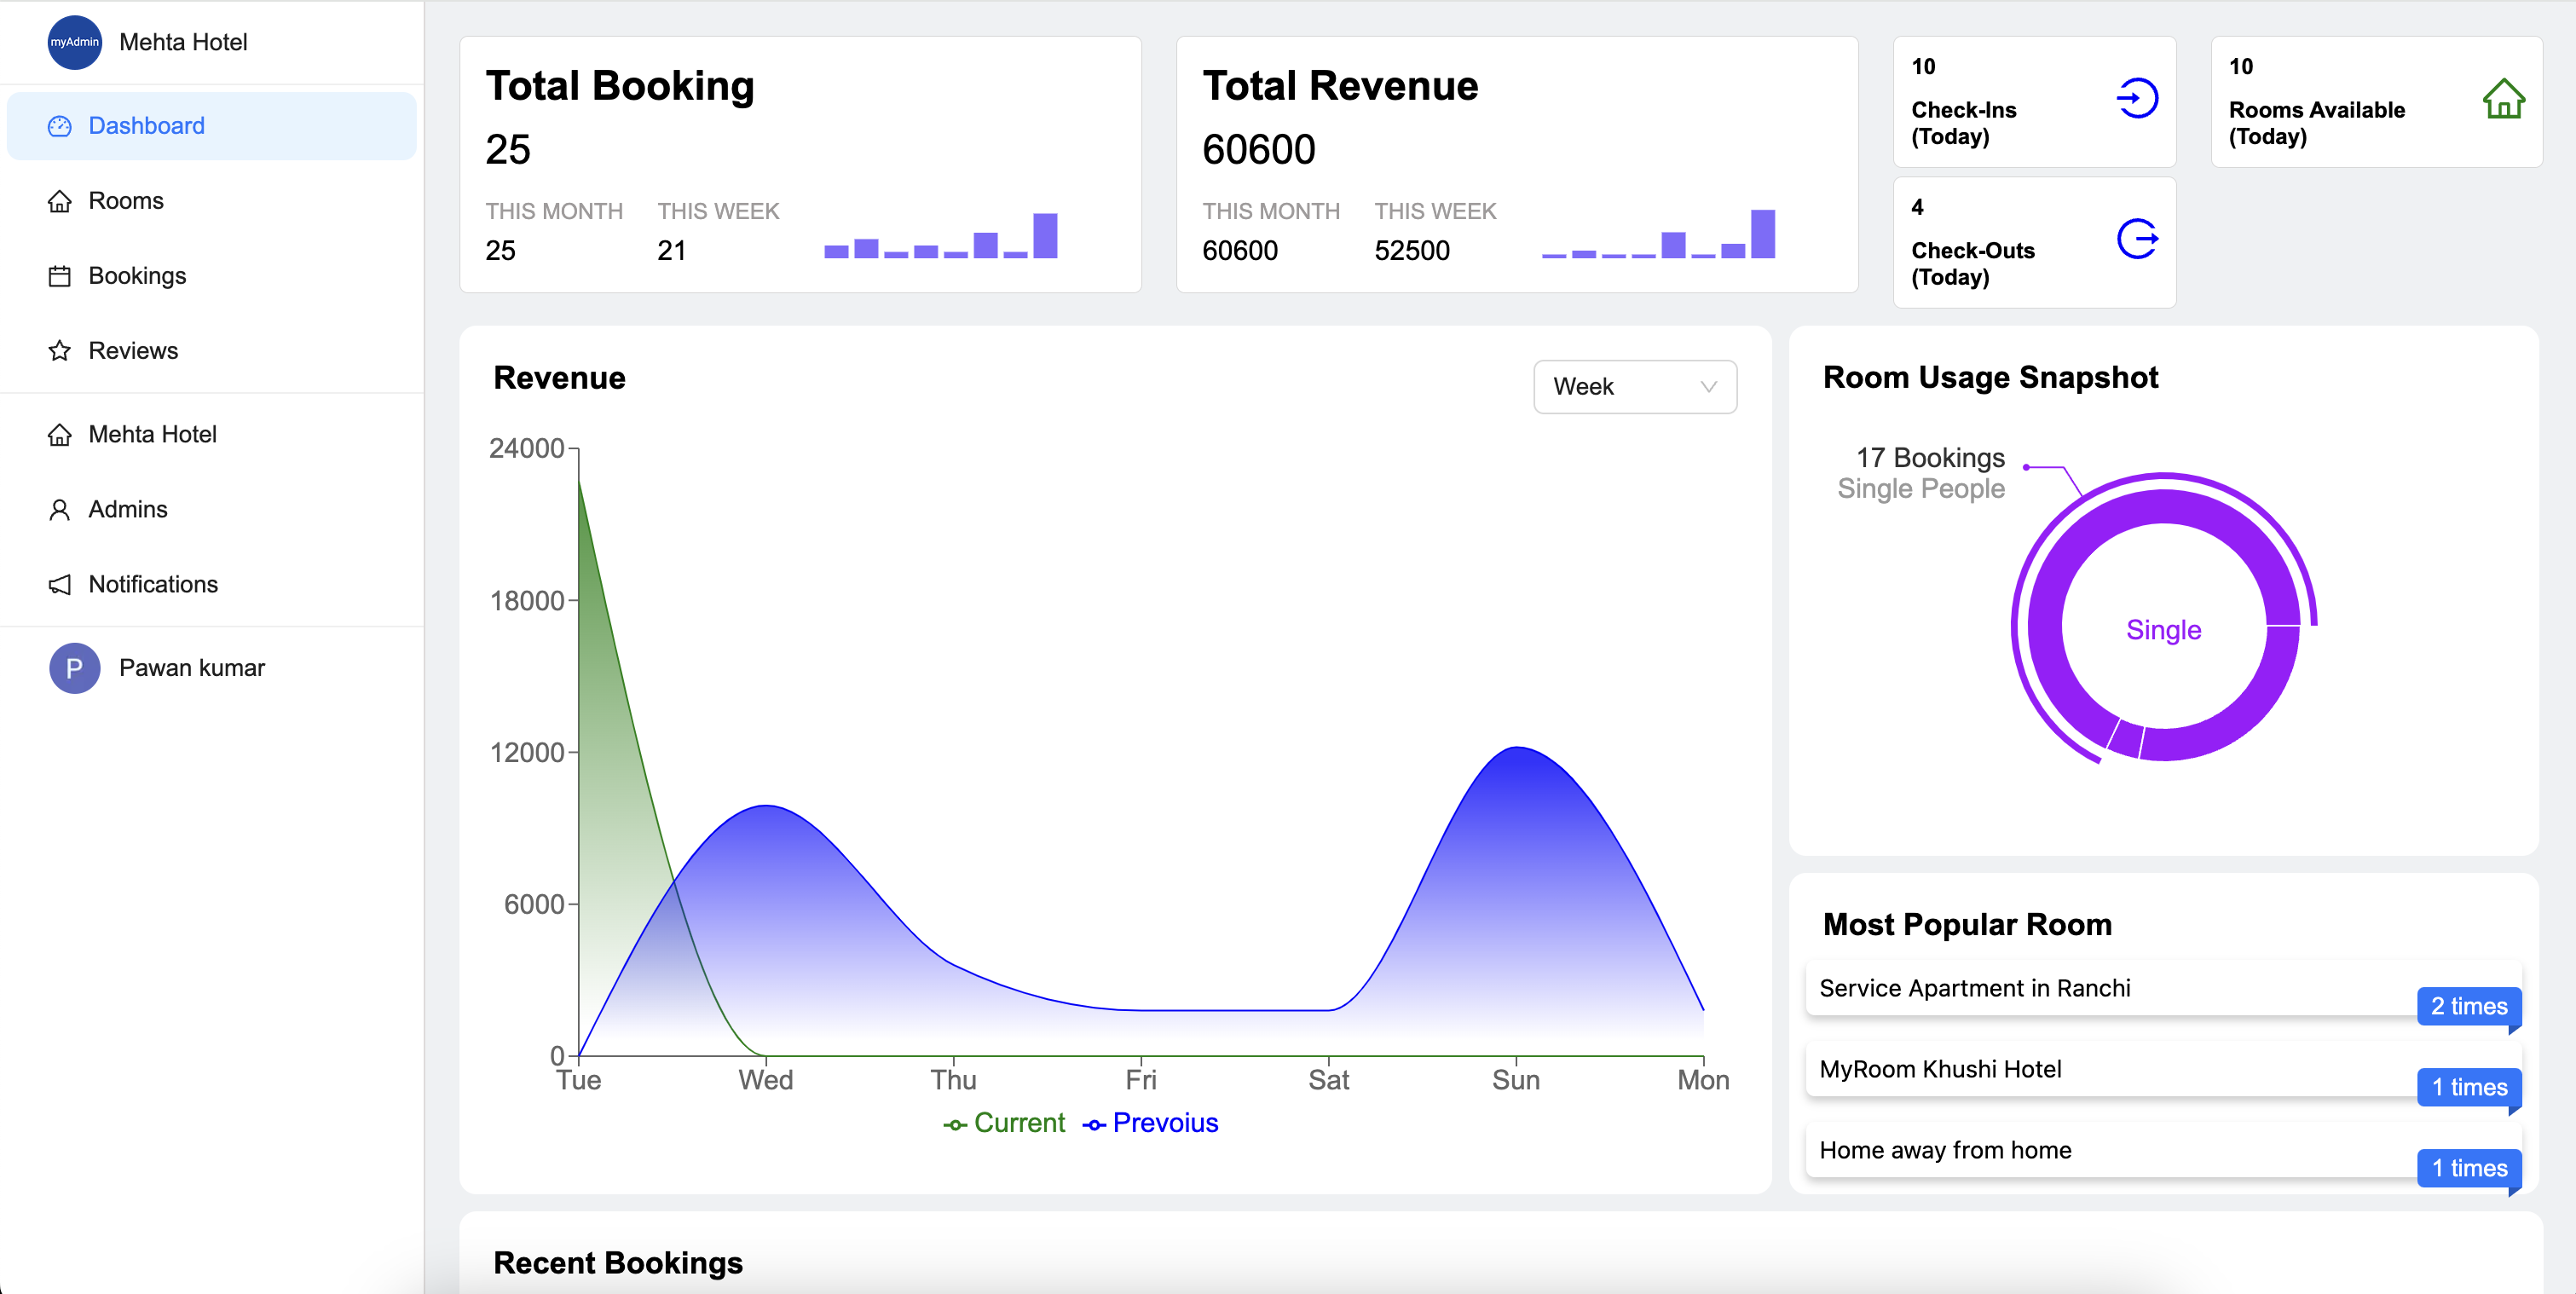 myAdmin
Mehta Hotel
Dashboard
Rooms
Bookings
Reviews
Mehta Hotel
Admins
Notifications
P
Pawan kumar
Total Booking
25
THIS MONTH THIS WEEK
25 21
Total Revenue
60600
THIS MONTH THIS WEEK
60600 52500
10
Check-Ins
(Today)
10
Rooms Available
(Today)
4
Check-Outs
(Today)
Revenue
Week
24000
18000
12000
6000
0
Tue Wed Thu Fri Sat Sun Mon
Current Prevoius
Room Usage Snapshot
17 Bookings
Single People
Single
Most Popular Room
Service Apartment in Ranchi
2 times
MyRoom Khushi Hotel
1 times
Home away from home
1 times
Recent Bookings